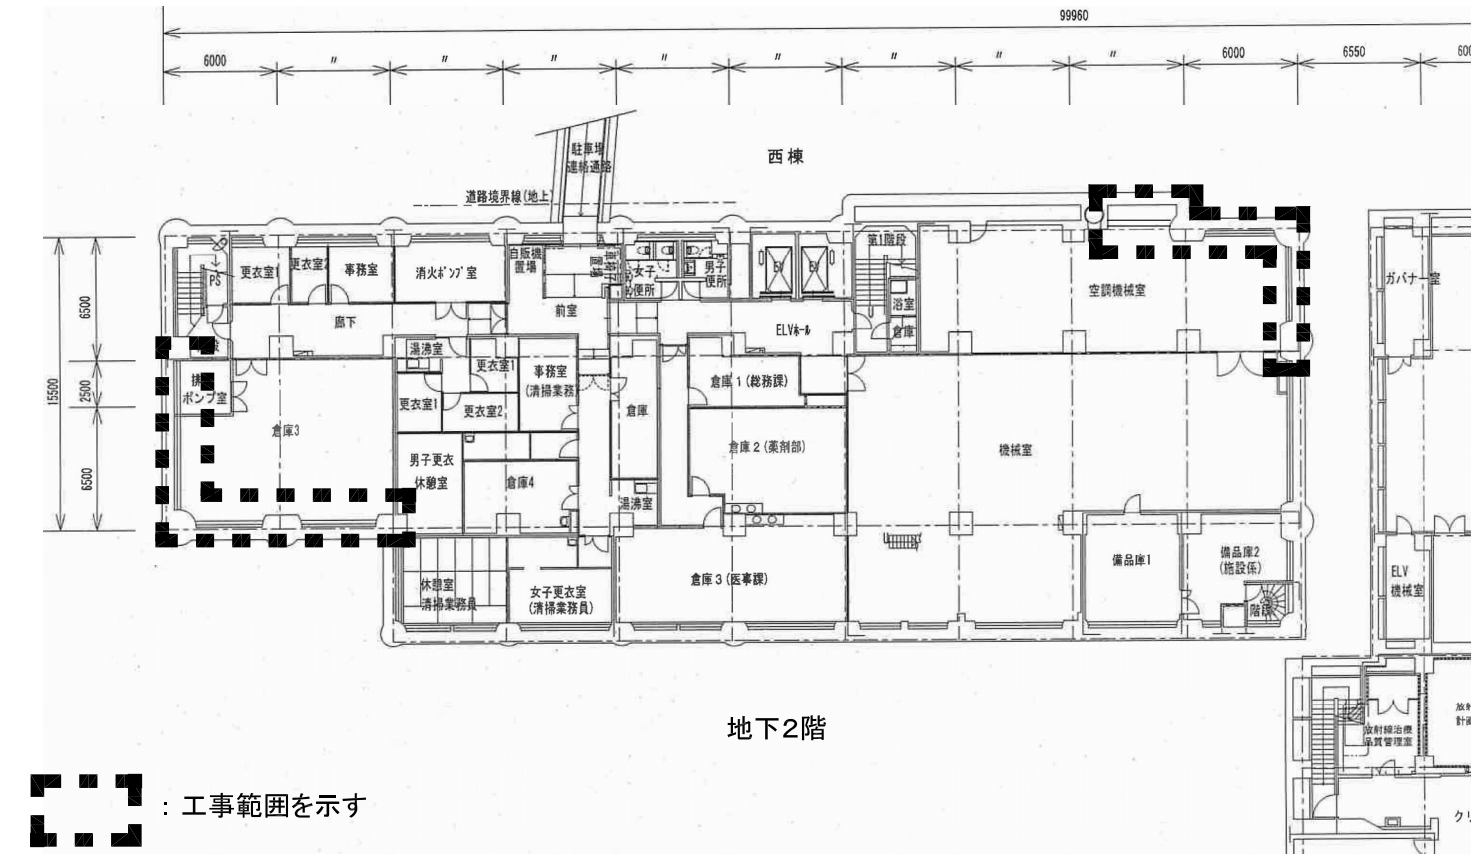 99960
6000
〃
〃
〃
〃
〃
〃
〃
〃
6000
6550
西棟
駐車場
連絡通路
道路境界線(地上)
15500
6500
2500
6500
PS
更衣室1
更衣室2
事務室
消火ポンプ室
自販機
置場
前室
女子
便所
男子
便所
EV
EV
第1階段
浴室
倉庫
空調機械室
ガバナー室
廊下
ELVホール
ポンプ室
倉庫3
湯沸室
更衣室1
更衣室1
更衣室2
事務室
(清掃業務)
倉庫
倉庫1(総務課)
倉庫2(薬剤部)
機械室
男子更衣
休憩室
倉庫4
湯沸室
休憩室
清掃業務員
女子更衣室
(清掃業務員)
倉庫3(医事課)
備品庫1
備品庫2
(施設係)
階段
ELV
機械室
放射線治療
品質管理室
地下2階
：工事範囲を示す